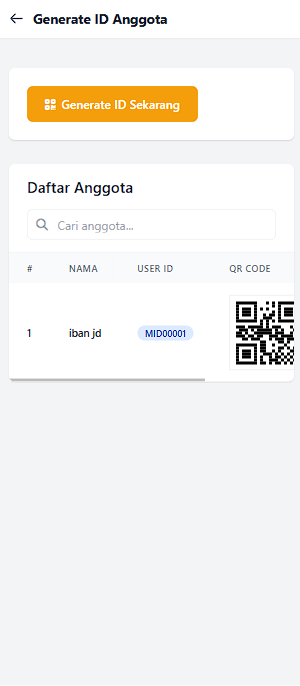 Generate ID Anggota
Generate ID Sekarang
Daftar Anggota
Cari anggota...
# NAMA USER ID QR CODE
1 iban jd MID00001